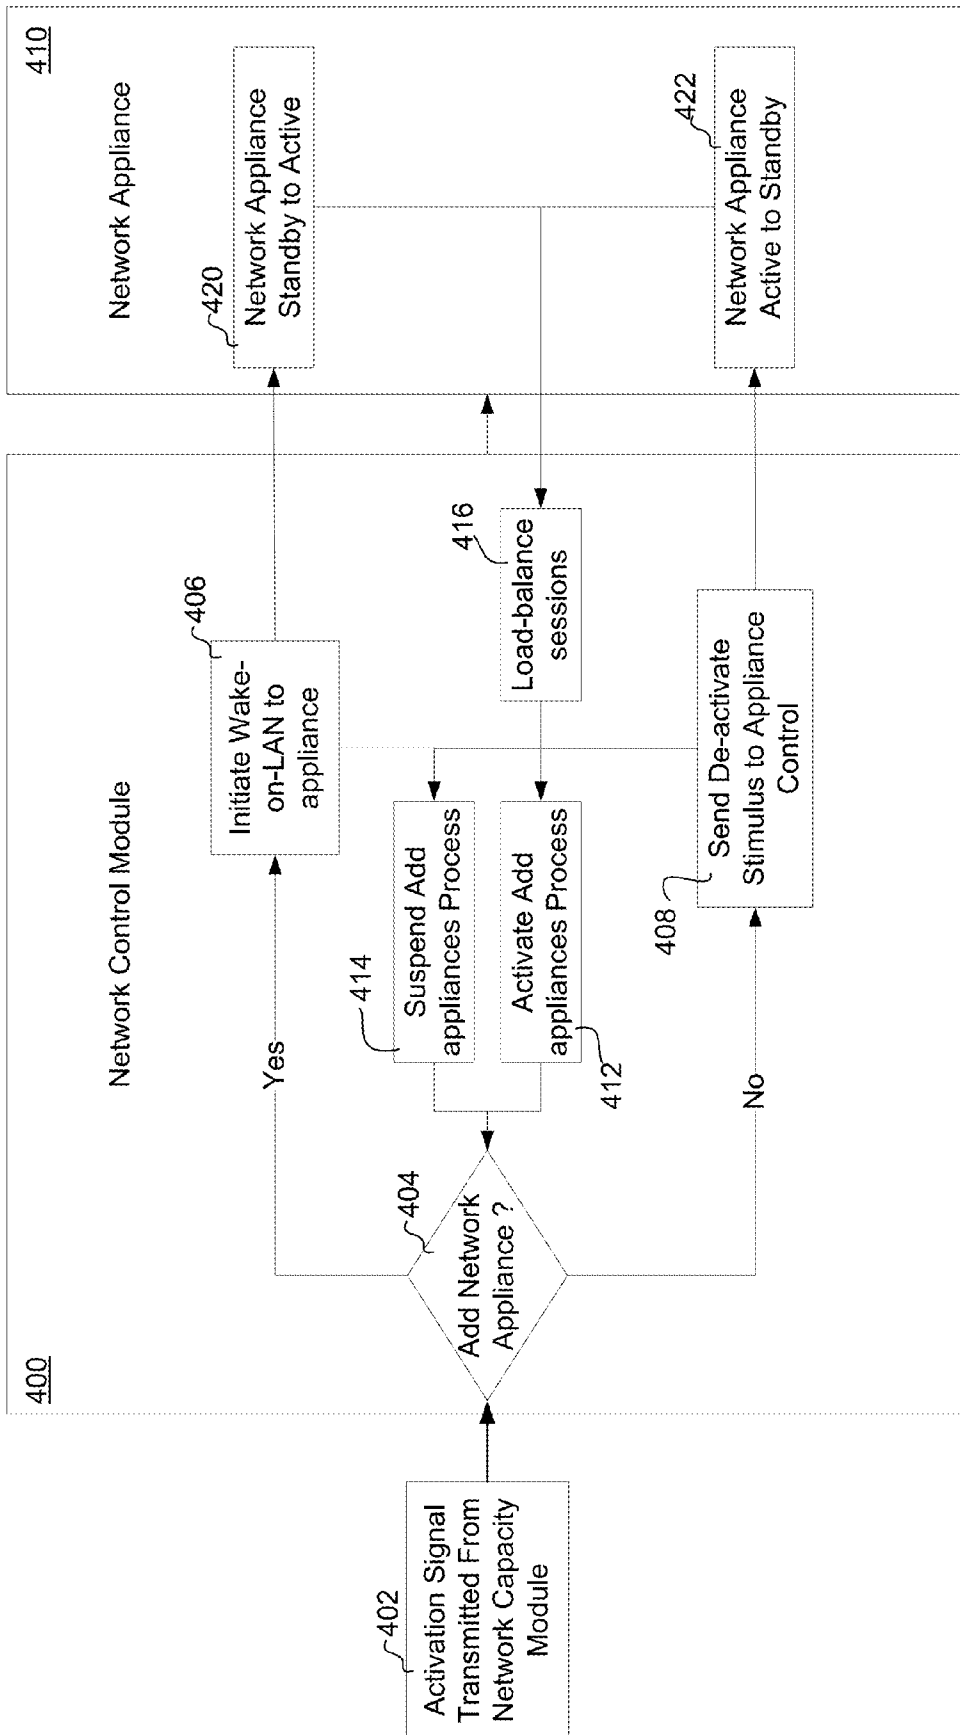 400
Network Control Module
Network Appliance
410
402
Activation Signal
Transmitted From
Network Capacity
Module
404
Add Network
Appliance ?
Yes
No
406
Initiate Wake-
on-LAN to
appliance
414
Suspend Add
appliances Process
Activate Add
appliances Process
412
416
Load-balance
sessions
408
Send De-activate
Stimulus to Appliance
Control
420
Network Appliance
Standby to Active
422
Network Appliance
Active to Standby